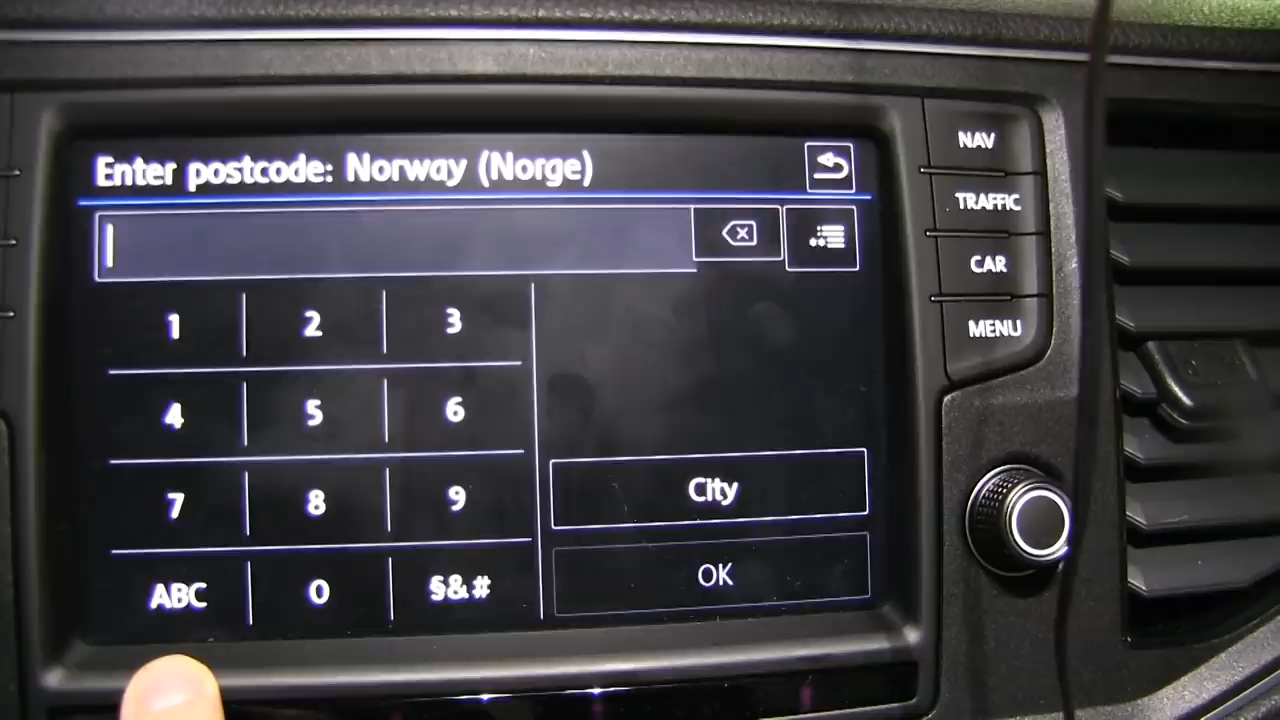 Enter postcode: Norway (Norge)
1 2 3
4 5 6
7 8 9
ABC 0 §&#
City
OK
NAV
TRAFFIC
CAR
MENU